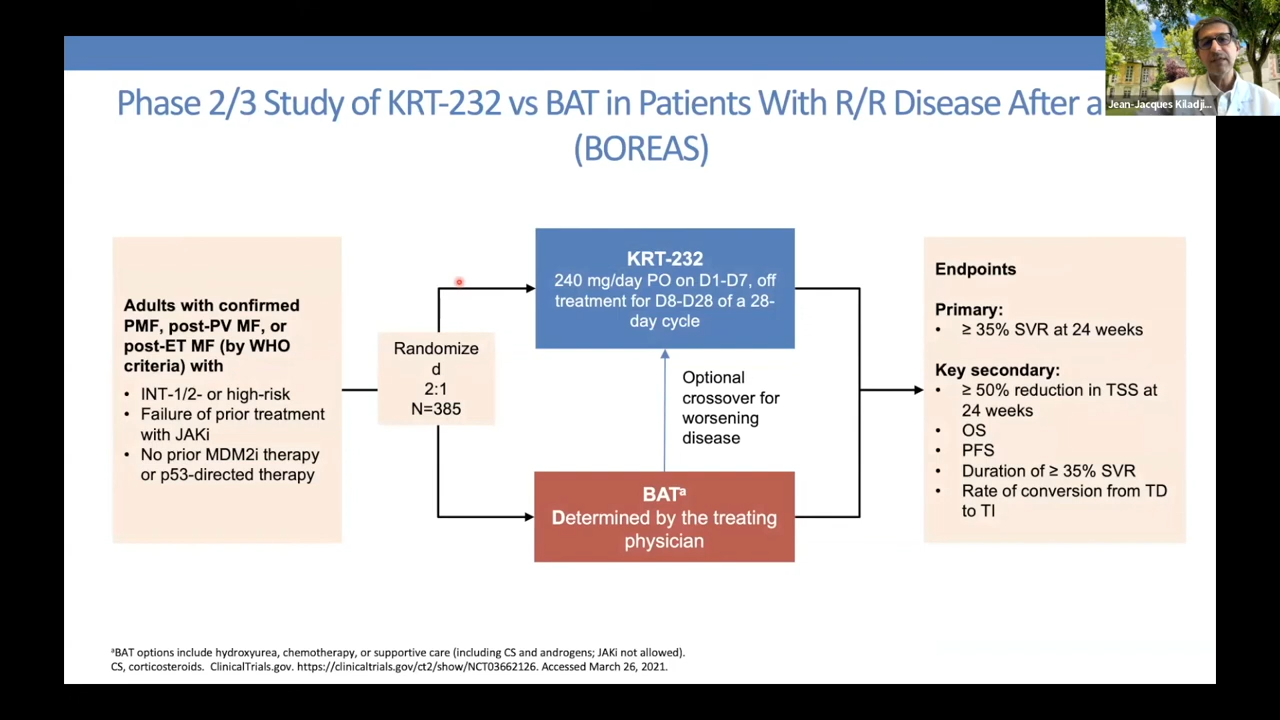 Phase 2/3 Study of KRT-232 vs BAT in Patients With R/R Disease After a
(BOREAS)
Jean-Jacques Kiladji...
Adults with confirmed
PMF, post-PV MF, or
post-ET MF (by WHO
criteria) with
• INT-1/2- or high-risk
• Failure of prior treatment
with JAKi
• No prior MDM2i therapy
or p53-directed therapy
Randomize
d
2:1
N=385
KRT-232
240 mg/day PO on D1-D7, off
treatment for D8-D28 of a 28-
day cycle
Optional
crossover for
worsening
disease
BATa
Determined by the treating
physician
Endpoints
Primary:
• ≥ 35% SVR at 24 weeks
Key secondary:
• ≥ 50% reduction in TSS at
24 weeks
• OS
• PFS
• Duration of ≥ 35% SVR
• Rate of conversion from TD
to TI
aBAT options include hydroxyurea, chemotherapy, or supportive care (including CS and androgens; JAKi not allowed).
CS, corticosteroids. ClinicalTrials.gov. https://clinicaltrials.gov/ct2/show/NCT03662126. Accessed March 26, 2021.